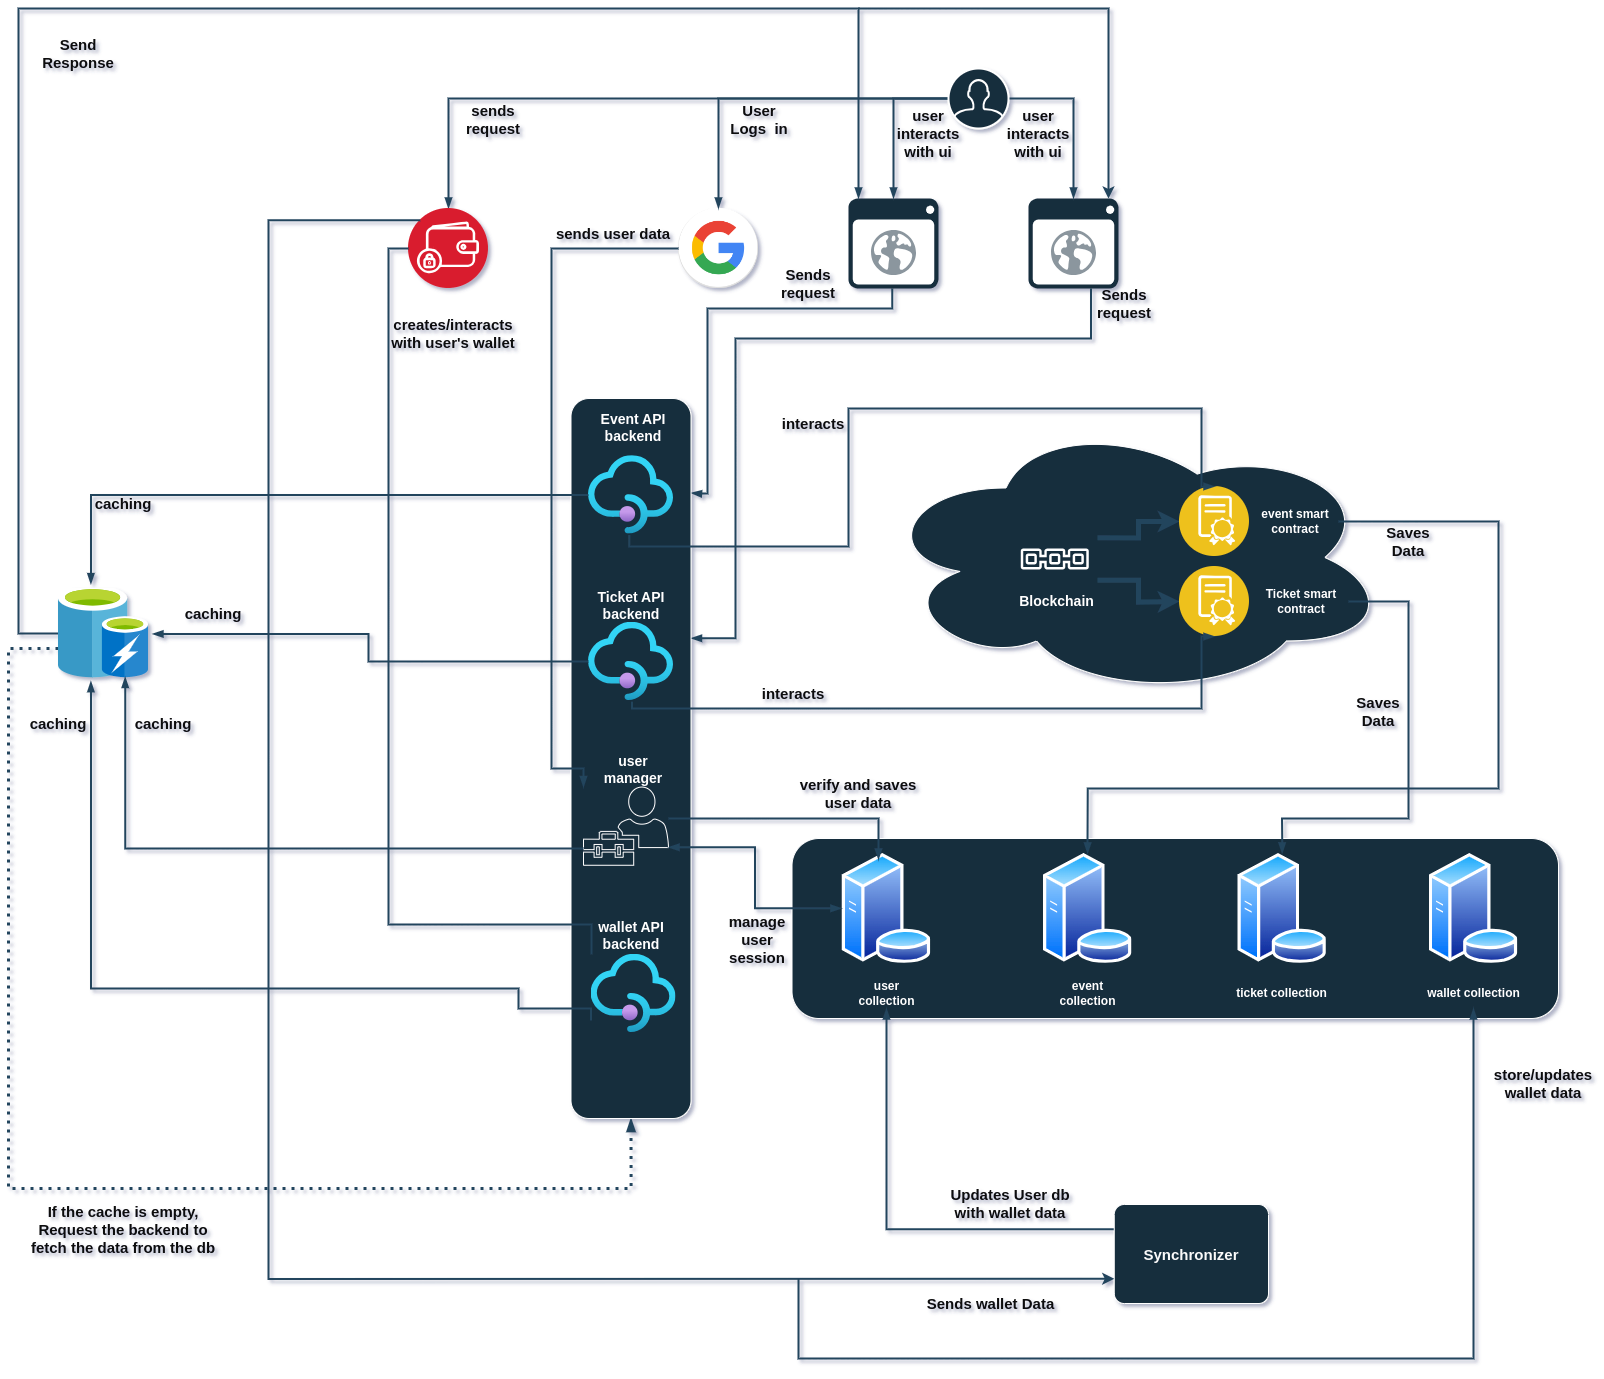 Send
Response
sends
request
User
Logs in
user
interacts
with ui
user
interacts
with ui
sends user data
Sends
request
Sends
request
creates/interacts
with user's wallet
Event API
backend
interacts
caching
event smart
contract
Saves
Data
Blockchain
Ticket smart
contract
Ticket API
backend
caching
interacts
Saves
Data
caching
caching
user
manager
verify and saves
user data
manage
user
session
wallet API
backend
user
collection
event
collection
ticket collection
wallet collection
store/updates
wallet data
Updates User db
with wallet data
If the cache is empty,
Request the backend to
fetch the data from the db
Synchronizer
Sends wallet Data